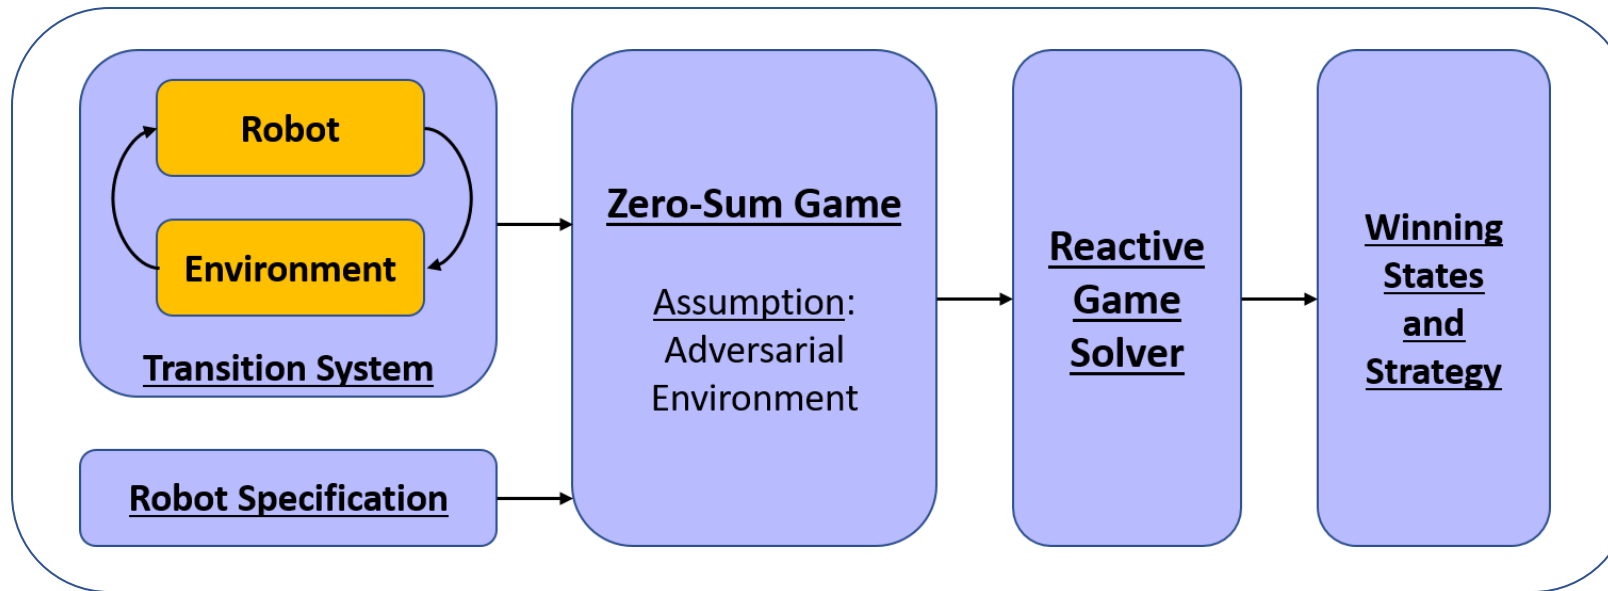 Robot
Environment
Transition System
Robot Specification
Zero-Sum Game
Assumption:
Adversarial
Environment
Reactive
Game
Solver
Winning
States
and
Strategy